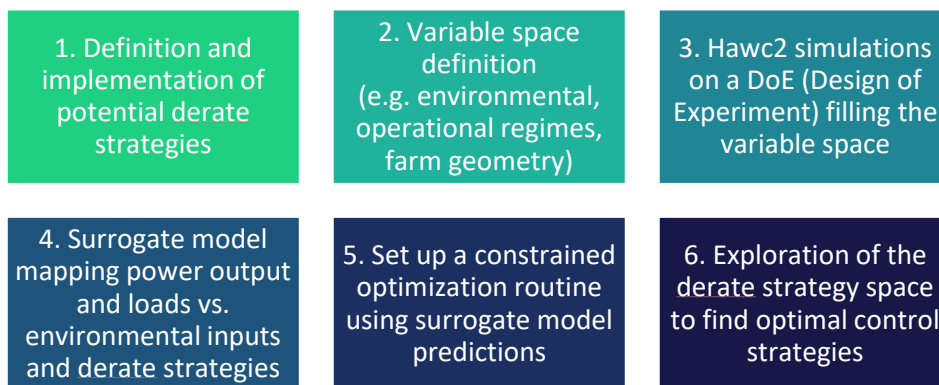 1. Definition and
implementation of
potential derate
strategies
2. Variable space
definition
(e.g. environmental,
operational regimes,
farm geometry)
3. Hawc2 simulations
on a DoE (Design of
Experiment) filling the
variable space
4. Surrogate model
mapping power output
and loads vs.
environmental inputs
and derate strategies
5. Set up a constrained
optimization routine
using surrogate model
predictions
6. Exploration of the
derate strategy space
to find optimal control
strategies